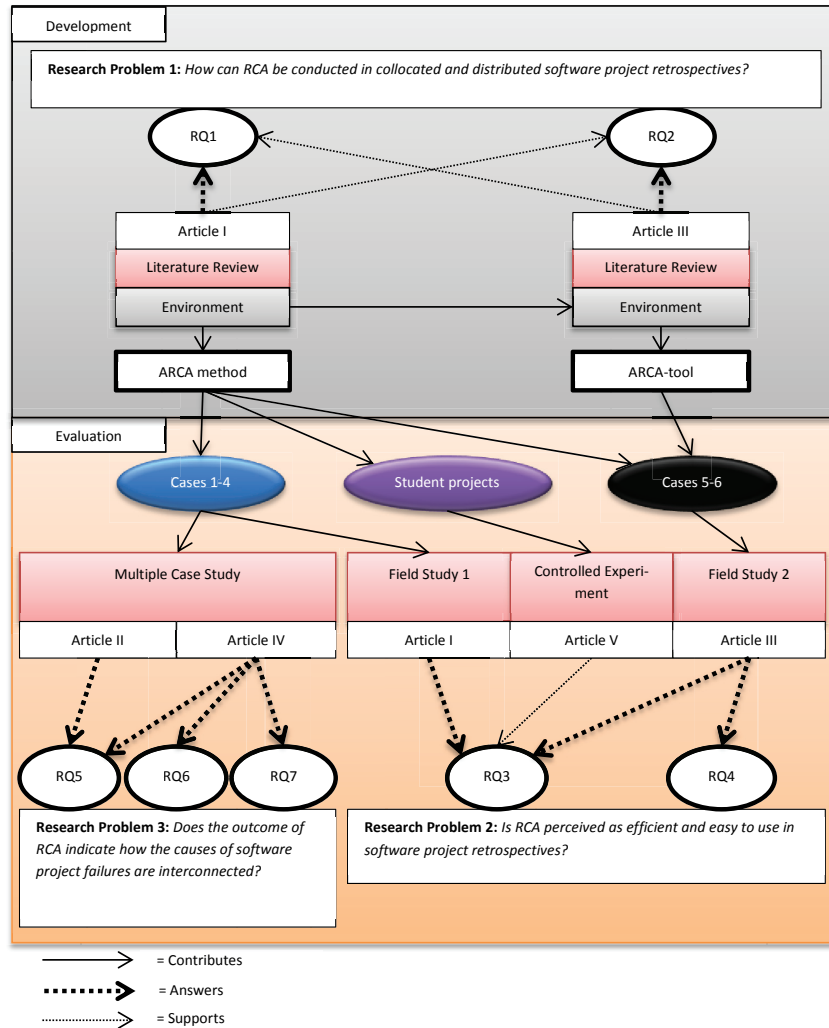 Development
Research Problem 1: How can RCA be conducted in collocated and distributed software project retrospectives?
RQ1
RQ2
Article I
Article III
Literature Review
Literature Review
Environment
Environment
ARCA method
ARCA-tool
Evaluation
Cases 1-4
Student projects
Cases 5-6
Multiple Case Study
Field Study 1
Controlled Experi-
ment
Field Study 2
Article II
Article IV
Article I
Article V
Article III
RQ5
RQ6
RQ7
RQ3
RQ4
Research Problem 3: Does the outcome of
RCA indicate how the causes of software
project failures are interconnected?
Research Problem 2: Is RCA perceived as efficient and easy to use in
software project retrospectives?
= Contributes
= Answers
= Supports